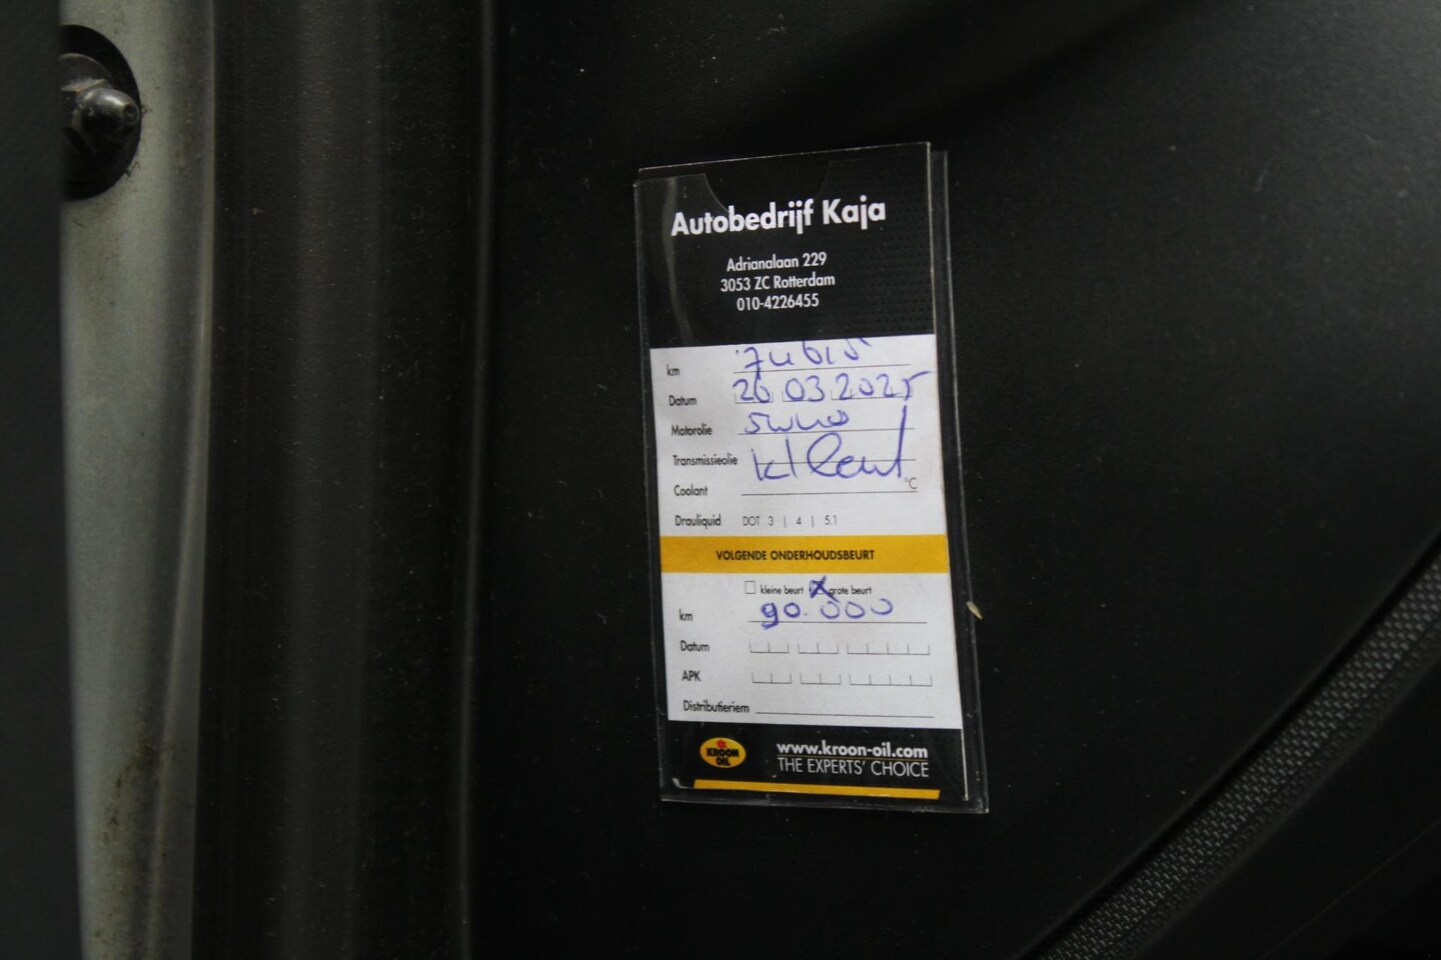 Autobedrijf Kaja
Adrianalaan 229
3053 ZC Rotterdam
010-4226455
km 74615
Datum 26 03 2025
Motorolie 5W40
Transmissieolie
Coolant °C
Drauliquid DOT 3 | 4 | 5.1
VOLGENDE ONDERHOUDSBEURT
kleine beurt grote beurt
km 90.000
Datum
APK
Distributieriem
KROON OIL
www.kroon-oil.com
THE EXPERTS' CHOICE